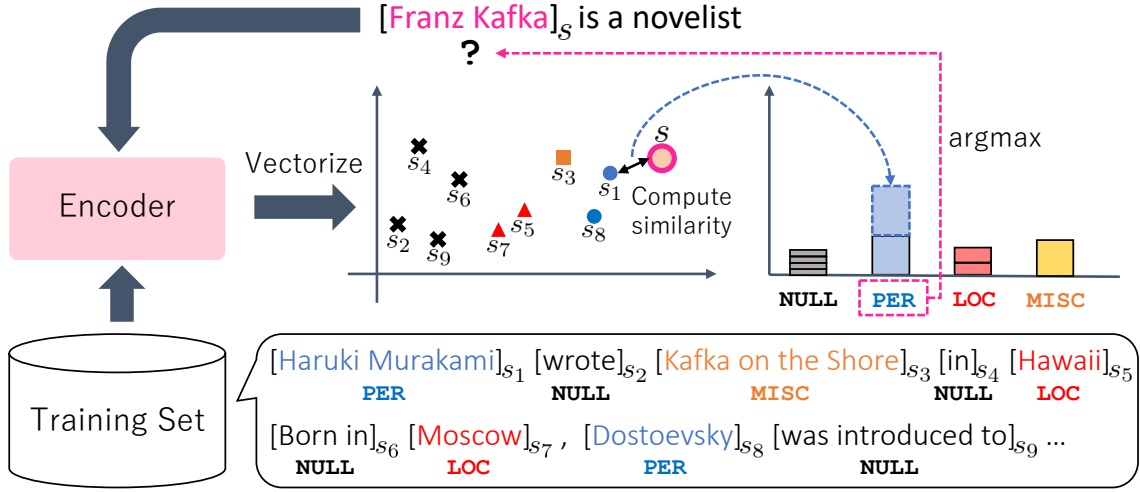 [Franz Kafka]s is a novelist
?
Encoder
Vectorize
s4
s6
s2
s9
s3
s5
s7
s1
s8
s
Compute
similarity
argmax
NULL PER LOC MISC
Training Set
[Haruki Murakami]s1 [wrote]s2 [Kafka on the Shore]s3 [in]s4 [Hawaii]s5
PER NULL MISC NULL LOC
[Born in]s6 [Moscow]s7 , [Dostoevsky]s8 [was introduced to]s9 ...
NULL LOC PER NULL